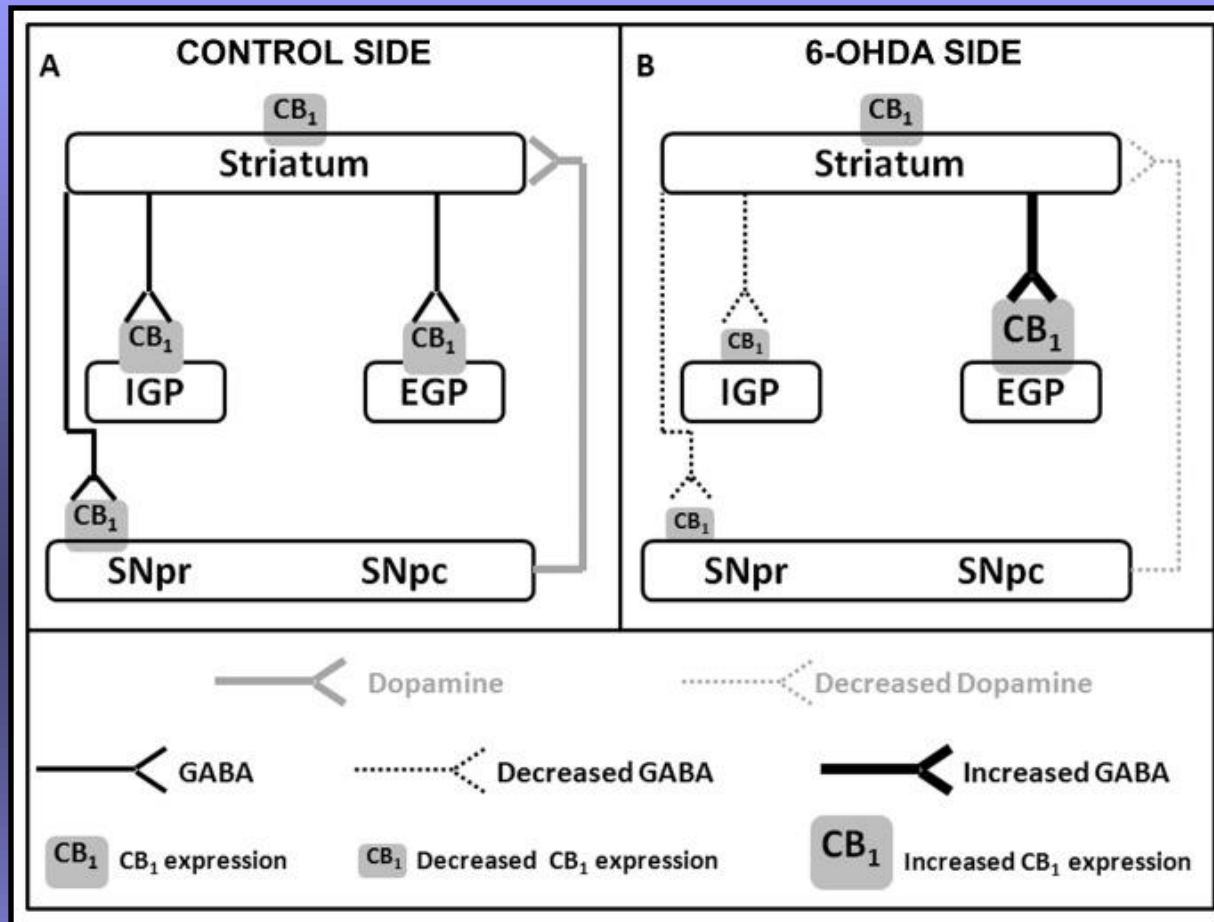 A CONTROL SIDE
CB₁
Striatum
CB₁ CB₁
IGP EGP
CB₁
SNpr SNpc
B 6-OHDA SIDE
CB₁
Striatum
CB₁ CB₁
IGP EGP
CB₁
SNpr SNpc
Dopamine Decreased Dopamine
GABA Decreased GABA Increased GABA
CB₁ CB₁ expression CB₁ Decreased CB₁ expression CB₁ Increased CB₁ expression